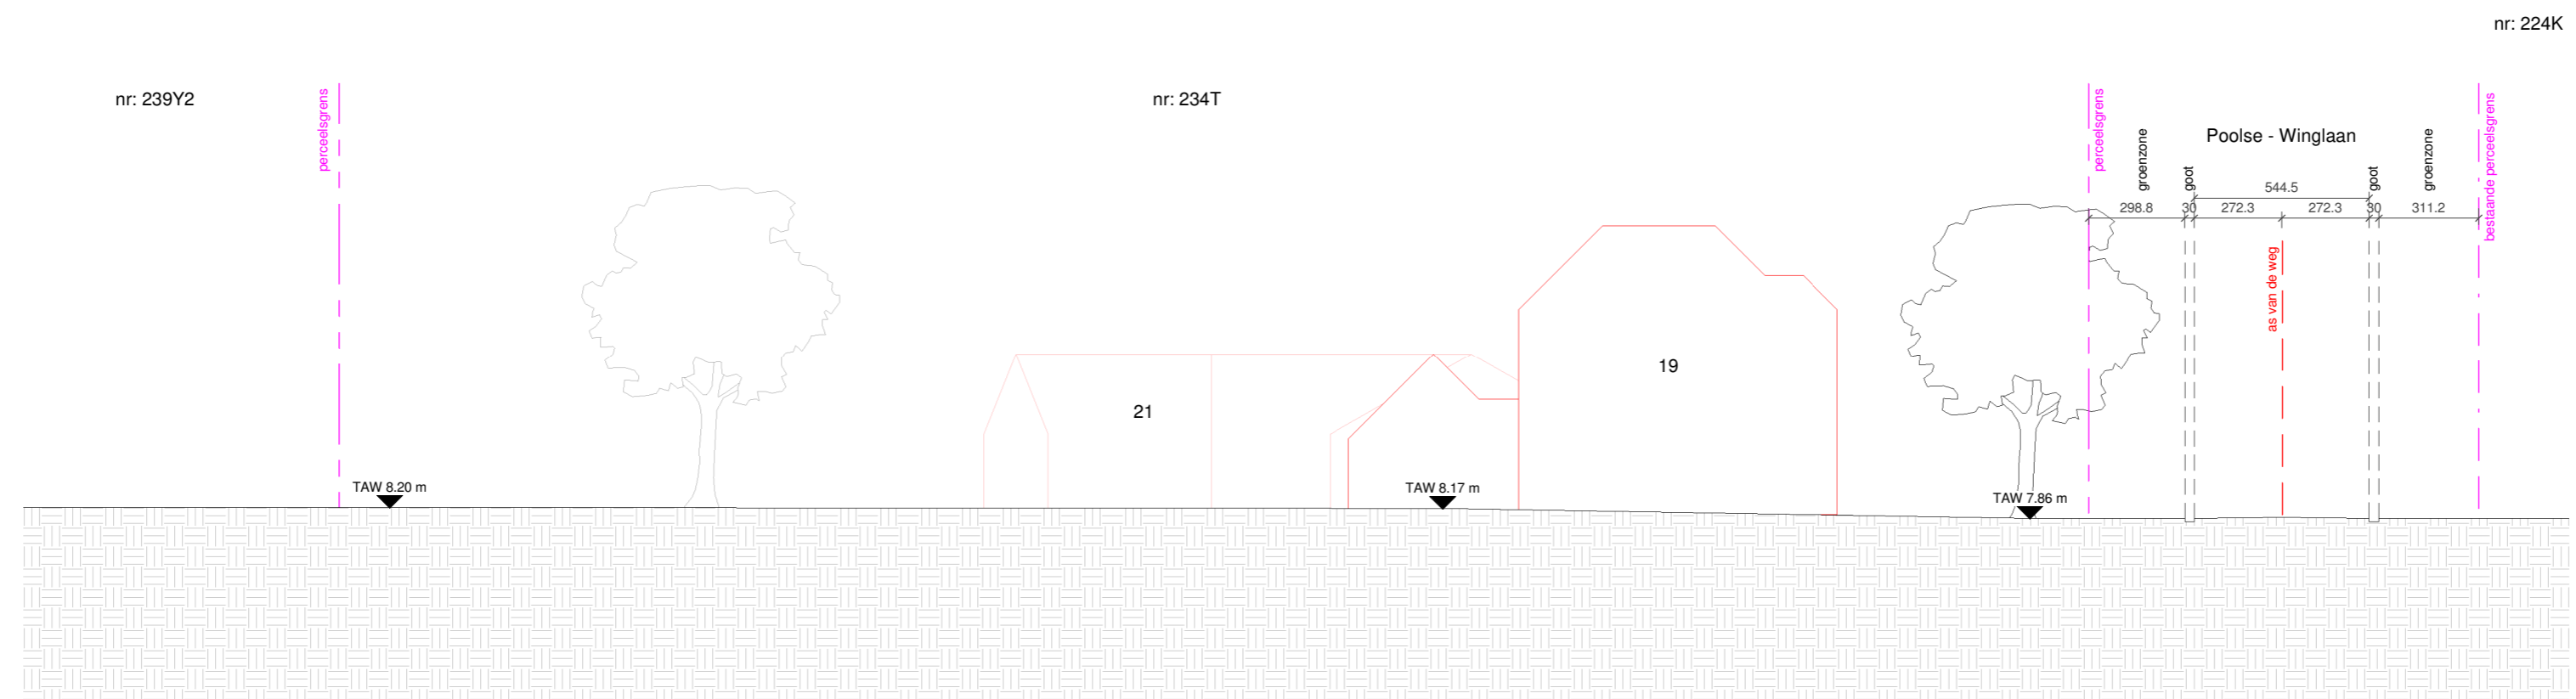 nr: 224K
nr: 239Y2
perceelsgrens
nr: 234T
perceelsgrens
groenzone
goot
Poolse - Winglaan
goot
groenzone
bestaande perceelsgrens
544.5
298.8
30
272.3
272.3
30
311.2
as van de weg
19
21
TAW 8.20 m
TAW 8.17 m
TAW 7.86 m